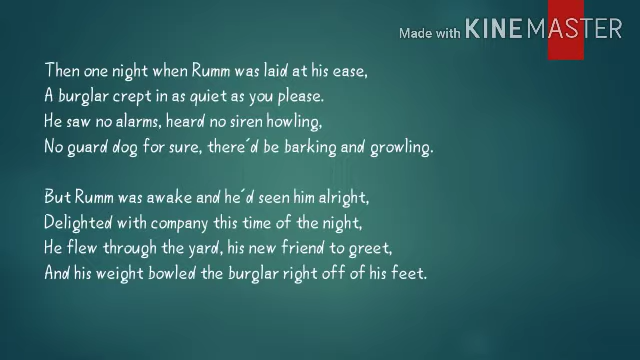 Made with KINEMASTER
Then one night when Rumm was laid at his ease,
A burglar crept in as quiet as you please.
He saw no alarms, heard no siren howling,
No guard dog for sure, there´d be barking and growling.
But Rumm was awake and he´d seen him alright,
Delighted with company this time of the night,
He flew through the yard, his new friend to greet,
And his weight bowled the burglar right off of his feet.